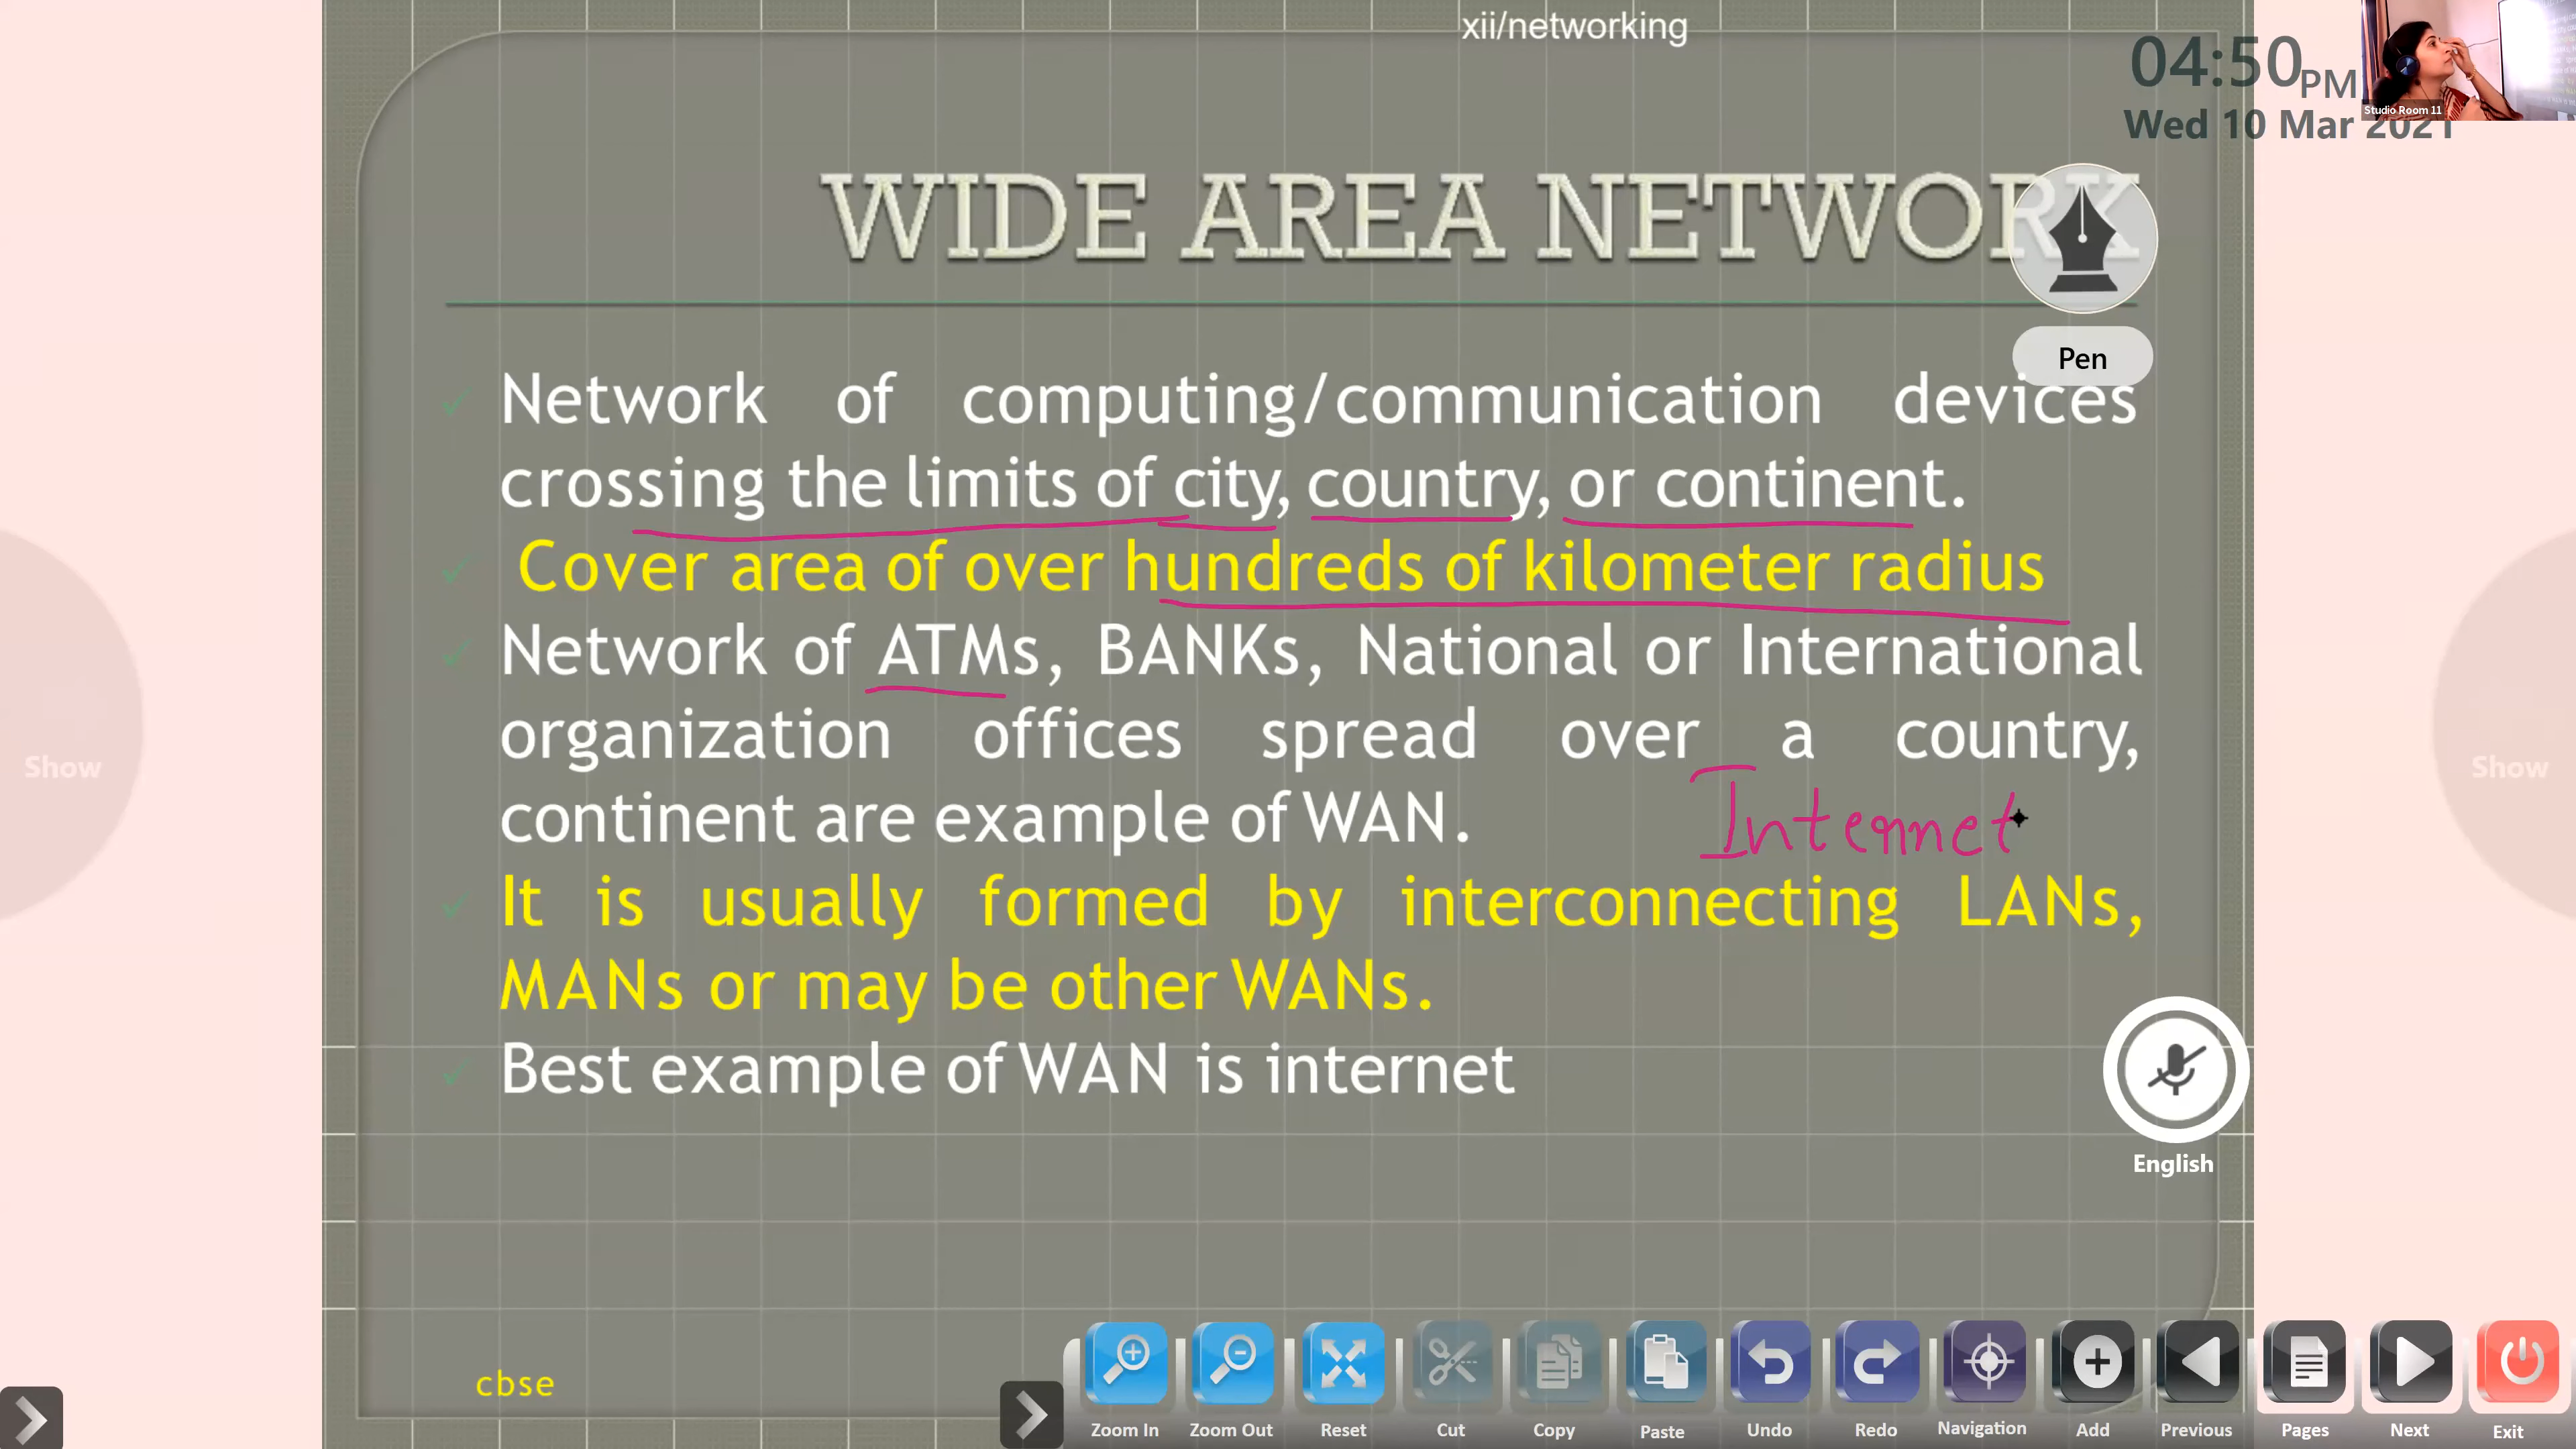 xii/networking
04:50 PM
Studio Room 11
Wed 10 Mar 2021
WIDE AREA NETWORK
Pen
Network of computing/communication devices
crossing the limits of city, country, or continent.
Cover area of over hundreds of kilometer radius
Network of ATMs, BANKs, National or International
organization offices spread over a country,
continent are example of WAN.
Internet
It is usually formed by interconnecting LANs,
MANs or may be other WANs.
Best example of WAN is internet
Show
Show
English
cbse
Zoom In Zoom Out Reset Cut Copy Paste Undo Redo Navigation Add Previous Pages Next Exit